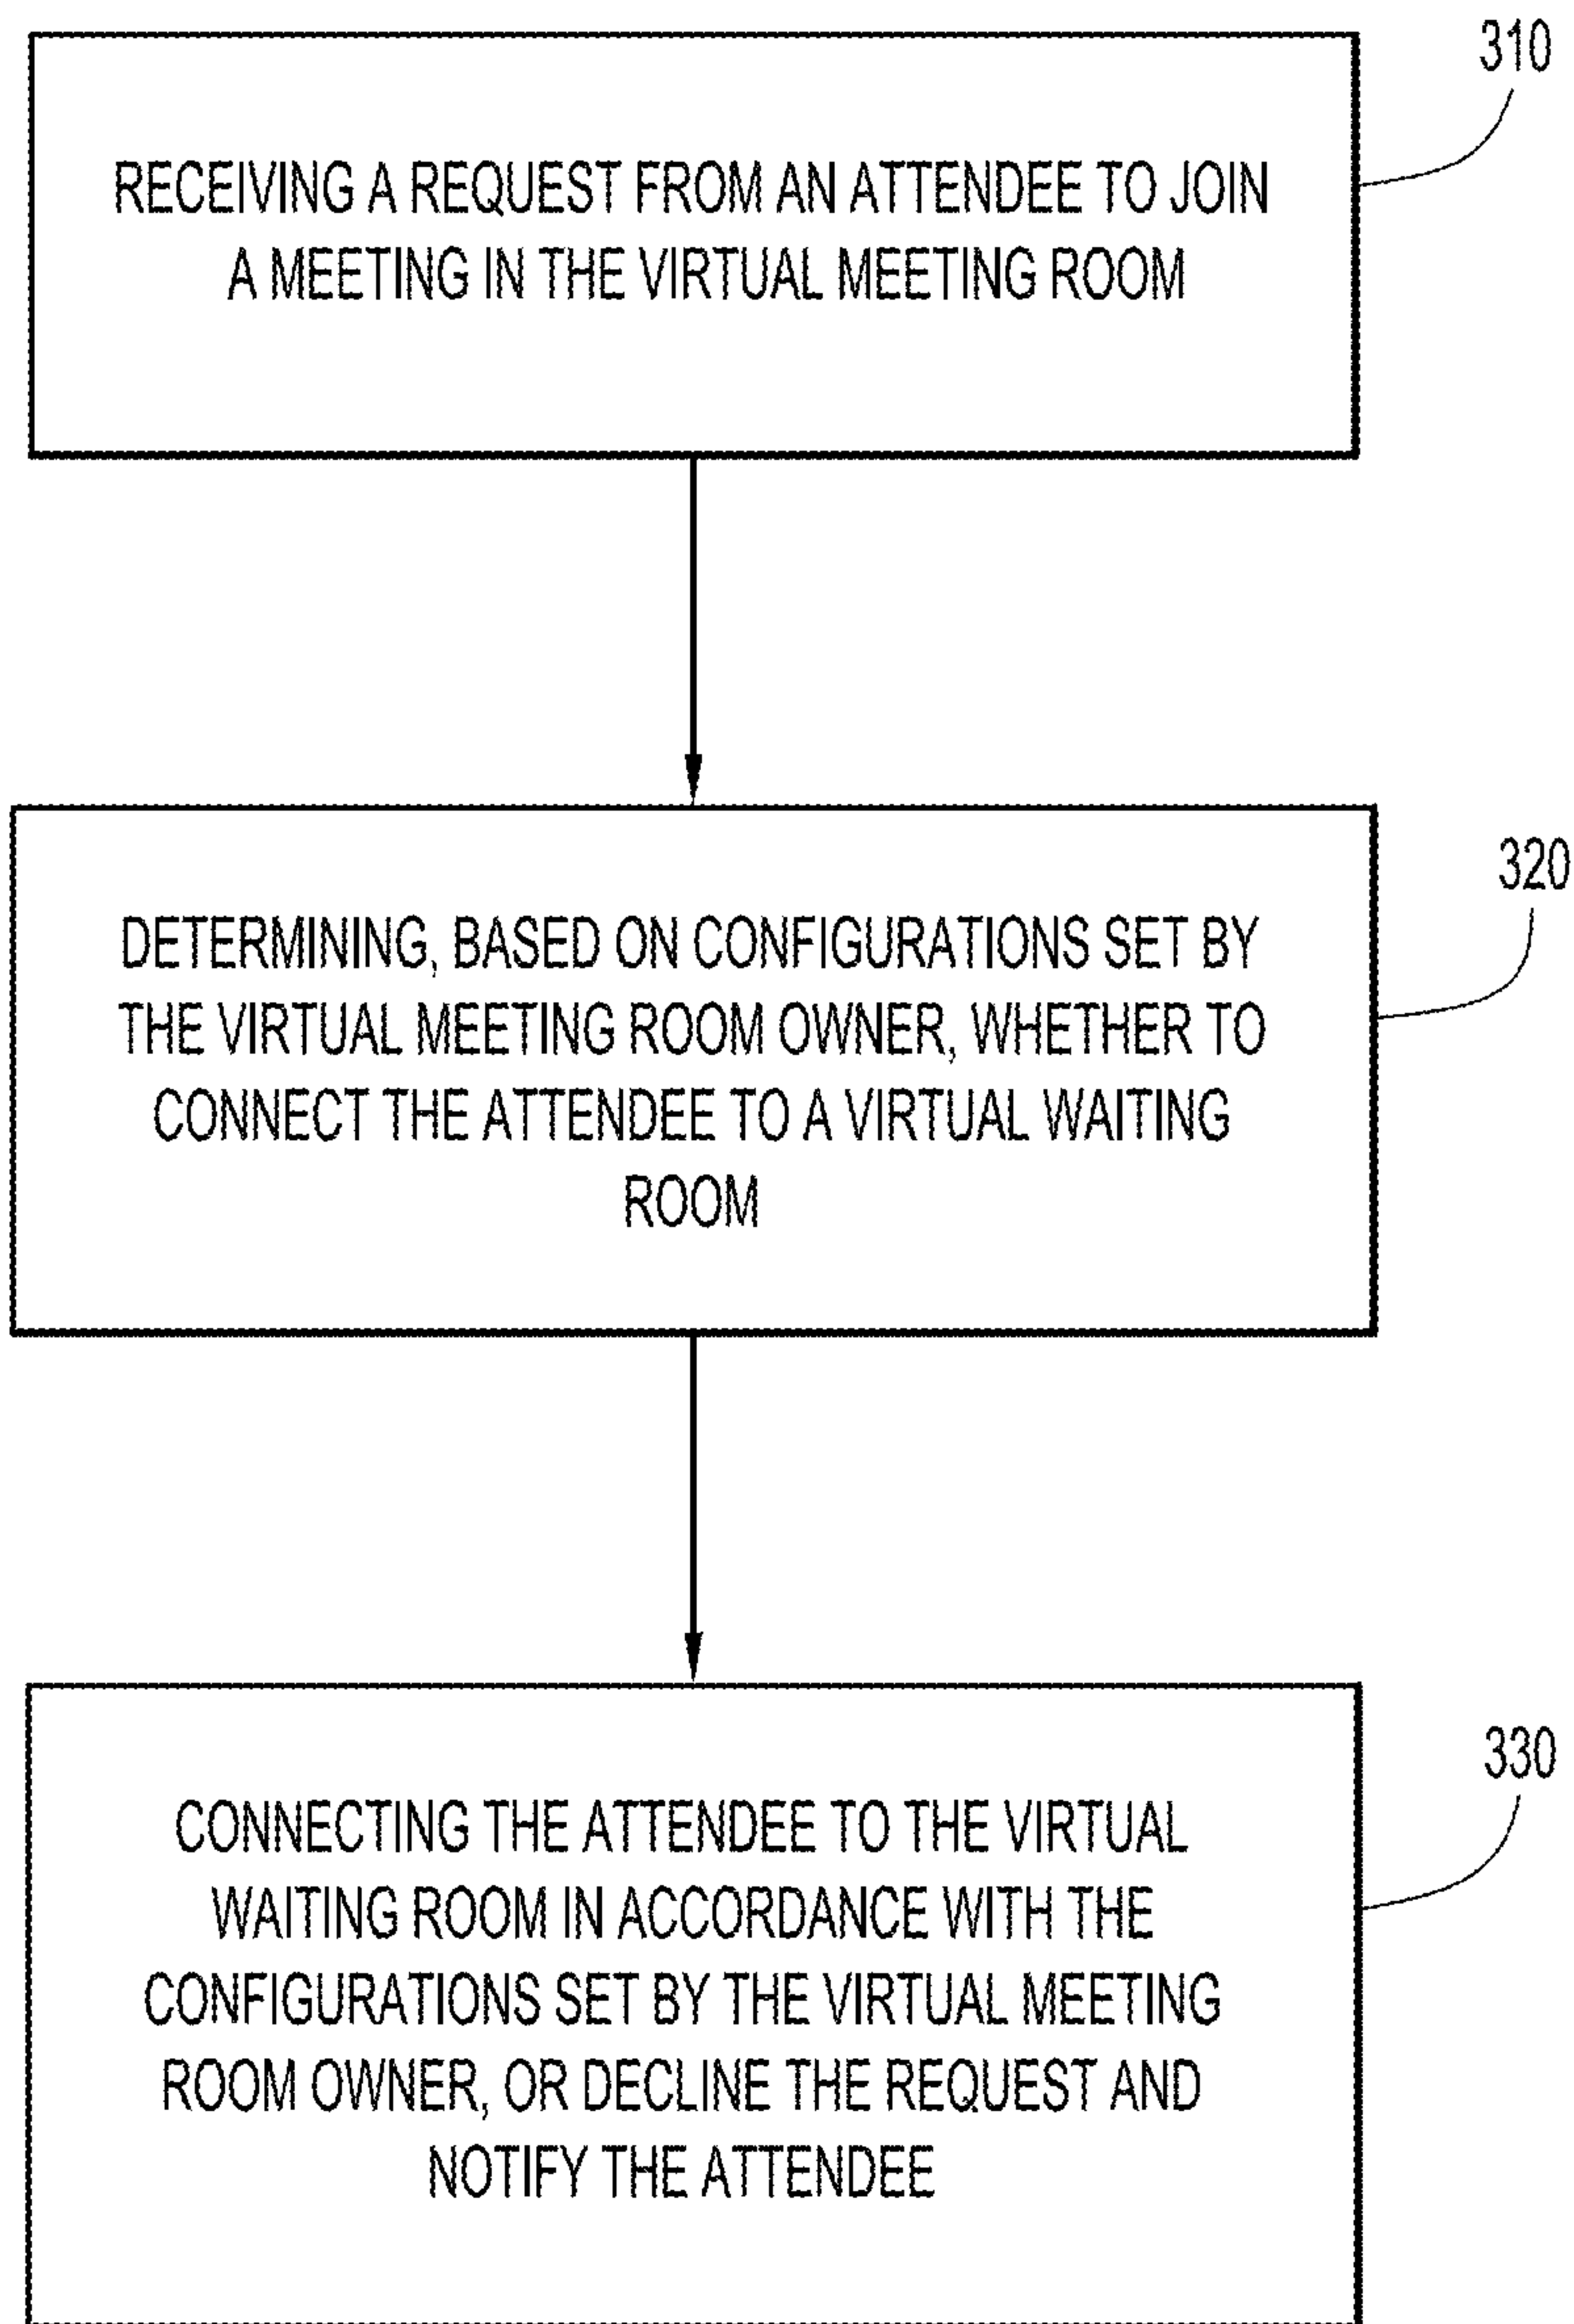 310
RECEIVING A REQUEST FROM AN ATTENDEE TO JOIN
A MEETING IN THE VIRTUAL MEETING ROOM
320
DETERMINING, BASED ON CONFIGURATIONS SET BY
THE VIRTUAL MEETING ROOM OWNER, WHETHER TO
CONNECT THE ATTENDEE TO A VIRTUAL WAITING
ROOM
330
CONNECTING THE ATTENDEE TO THE VIRTUAL
WAITING ROOM IN ACCORDANCE WITH THE
CONFIGURATIONS SET BY THE VIRTUAL MEETING
ROOM OWNER, OR DECLINE THE REQUEST AND
NOTIFY THE ATTENDEE